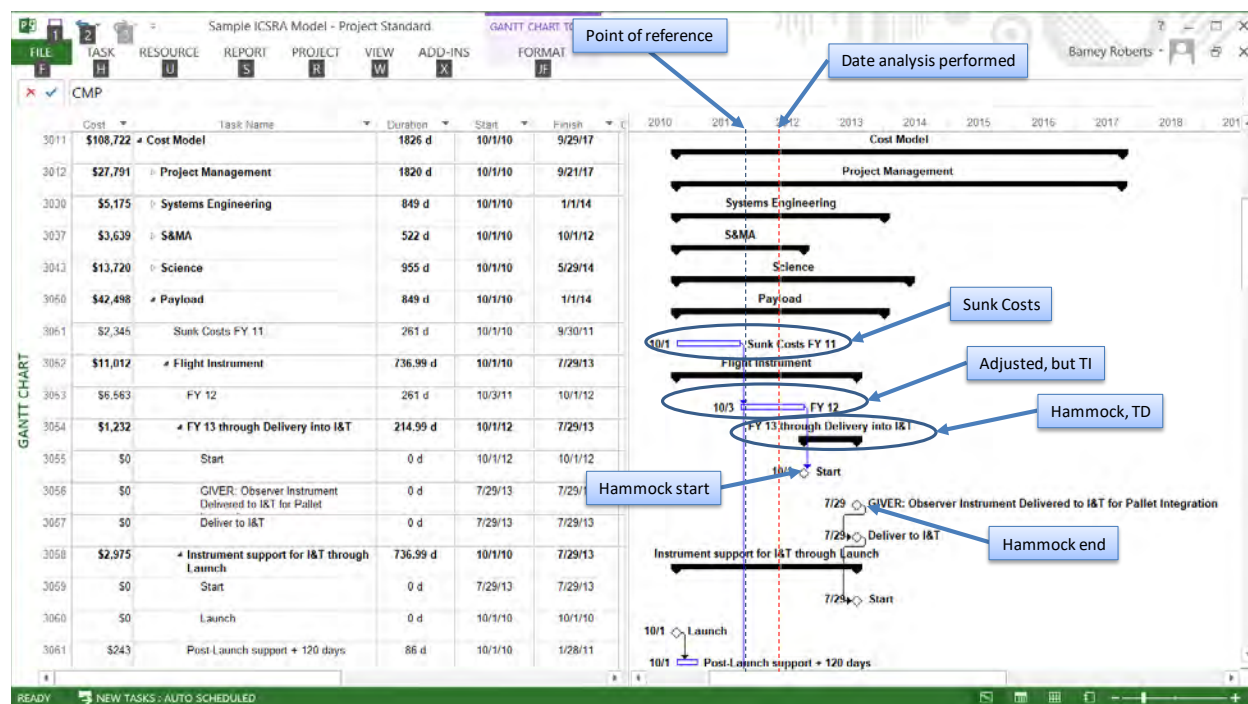 Sample ICSRA Model - Project Standard
GANTT CHART TO
? – □ X
1
2
FILE TASK RESOURCE REPORT PROJECT VIEW ADD-INS FORMAT
Barney Roberts
F H U S R W X JF
Point of reference
Date analysis performed
CMP
Cost Task Name Duration Start Finish
2010 2011 2012 2013 2014 2015 2016 2017 2018 201
3011 $108,722 Cost Model 1826 d 10/1/10 9/29/17
Cost Model
3012 $27,791 Project Management 1820 d 10/1/10 9/21/17
Project Management
3030 $5,175 Systems Engineering 849 d 10/1/10 1/1/14
Systems Engineering
3037 $3,639 S&MA 522 d 10/1/10 10/1/12
S&MA
3043 $13,720 Science 955 d 10/1/10 5/29/14
Science
3050 $42,498 Payload 849 d 10/1/10 1/1/14
Payload
Sunk Costs
3051 $2,345 Sunk Costs FY 11 261 d 10/1/10 9/30/11
10/1 Sunk Costs FY 11
3052 $11,012 Flight Instrument 736.99 d 10/1/10 7/29/13
Flight Instrument
Adjusted, but TI
3053 $6,563 FY 12 261 d 10/3/11 10/1/12
10/3 FY 12
Hammock, TD
3054 $1,232 FY 13 through Delivery into I&T 214.99 d 10/1/12 7/29/13
FY 13 through Delivery into I&T
3055 $0 Start 0 d 10/1/12 10/1/12
Start
Hammock start
3056 $0 GIVER: Observer Instrument 0 d 7/29/13
Delivered to I&T for Pallet
7/29 GIVER: Observer Instrument Delivered to I&T for Pallet Integration
3057 $0 Deliver to I&T 0 d 7/29/13 7/29/13
7/29 Deliver to I&T
Hammock end
3058 $2,975 Instrument support for I&T through 736.99 d 10/1/10 7/29/13
Launch
Instrument support for I&T through Launch
3059 $0 Start 0 d 7/29/13 7/29/13
7/29 Start
3060 $0 Launch 0 d 10/1/10 10/1/10
10/1 Launch
3061 $243 Post-Launch support + 120 days 86 d 10/1/10 1/28/11
10/1 Post-Launch support + 120 days
GANTT CHART
READY NEW TASKS : AUTO SCHEDULED